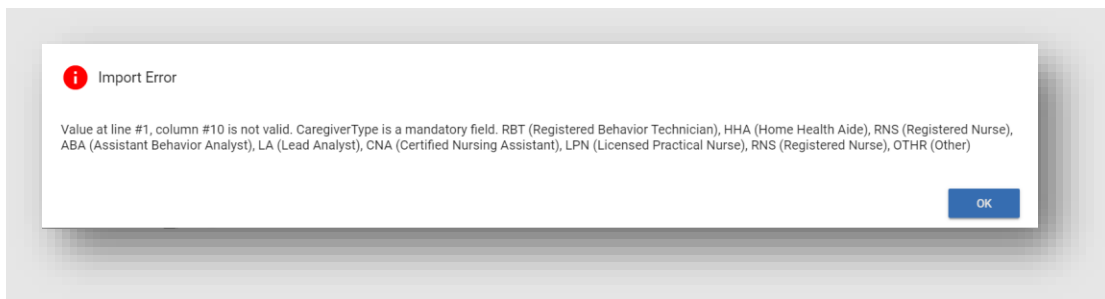 Import Error
Value at line #1, column #10 is not valid. CaregiverType is a mandatory field. RBT (Registered Behavior Technician), HHA (Home Health Aide), RNS (Registered Nurse),
ABA (Assistant Behavior Analyst), LA (Lead Analyst), CNA (Certified Nursing Assistant), LPN (Licensed Practical Nurse), RNS (Registered Nurse), OTHR (Other)
OK